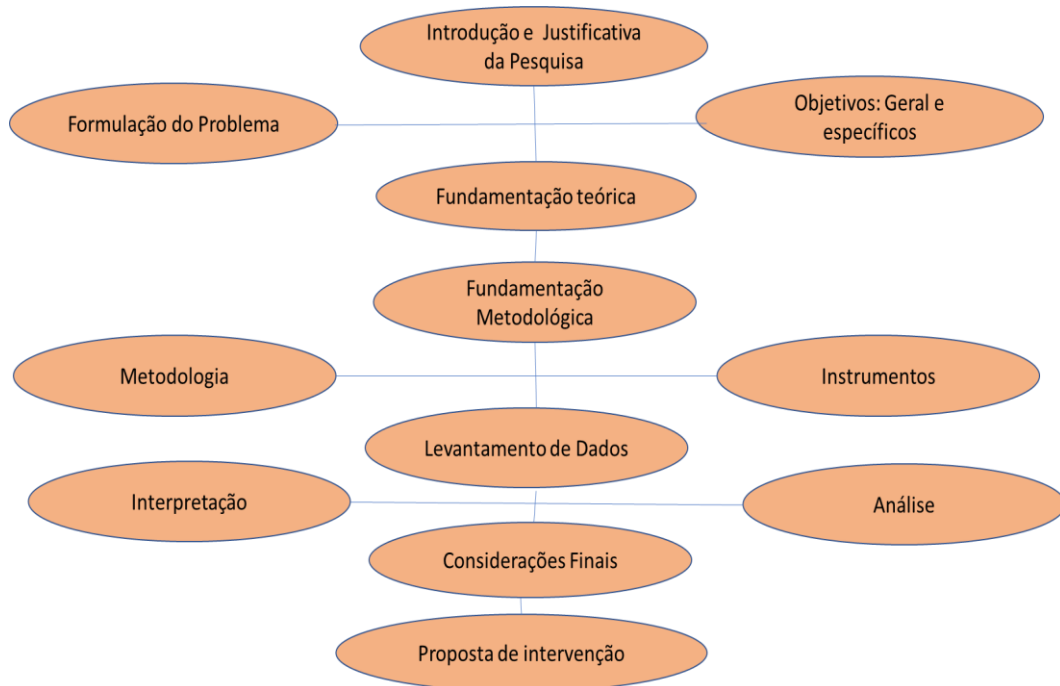 Introdução e Justificativa
da Pesquisa
Formulação do Problema
Objetivos: Geral e
específicos
Fundamentação teórica
Fundamentação
Metodológica
Metodologia
Instrumentos
Levantamento de Dados
Interpretação
Análise
Considerações Finais
Proposta de intervenção